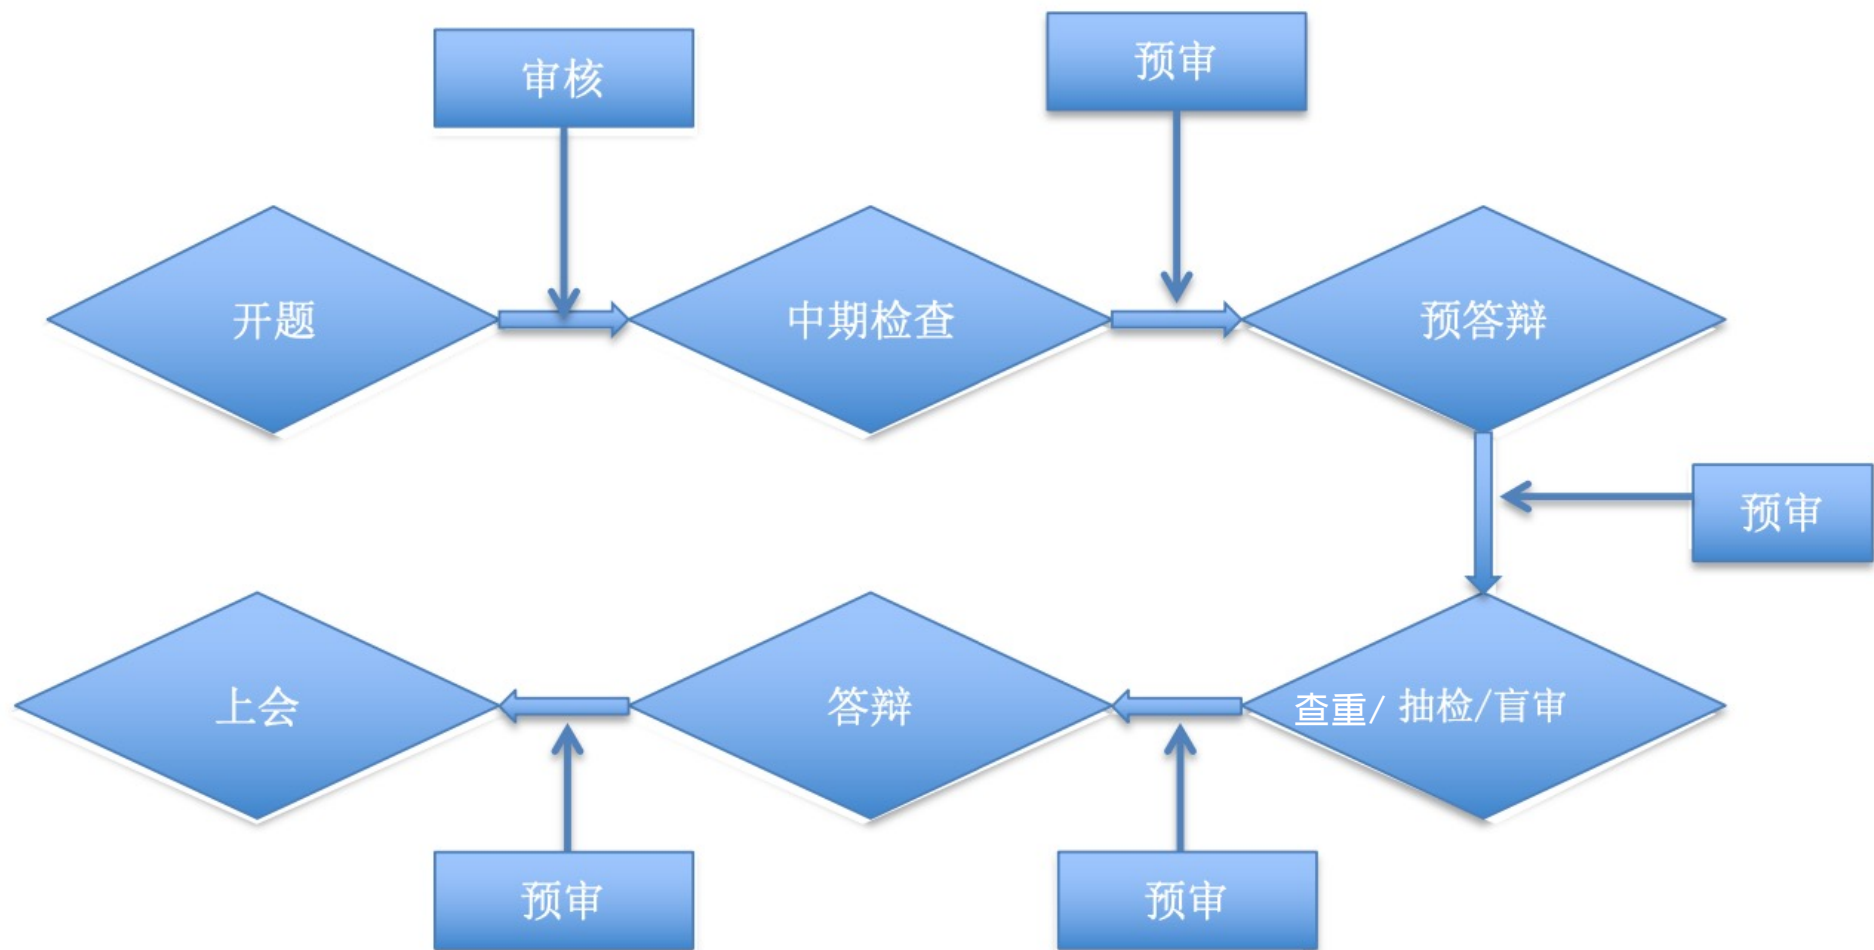 审核
预审
开题
中期检查
预答辩
预审
上会
答辩
查重/ 抽检/盲审
预审
预审